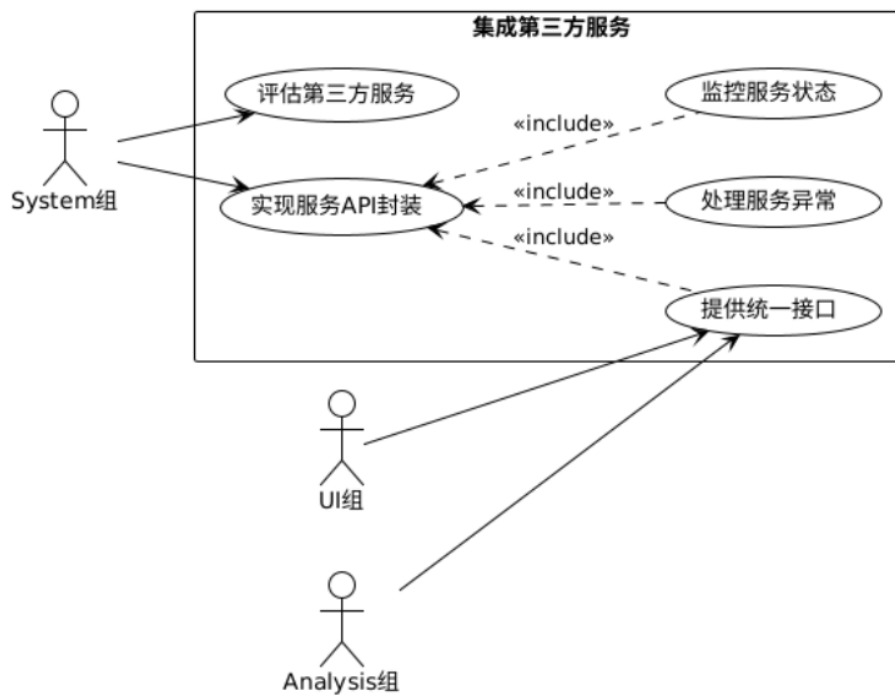 集成第三方服务
评估第三方服务
监控服务状态
«include»
System组
实现服务API封装
«include»
处理服务异常
«include»
提供统一接口
UI组
Analysis组